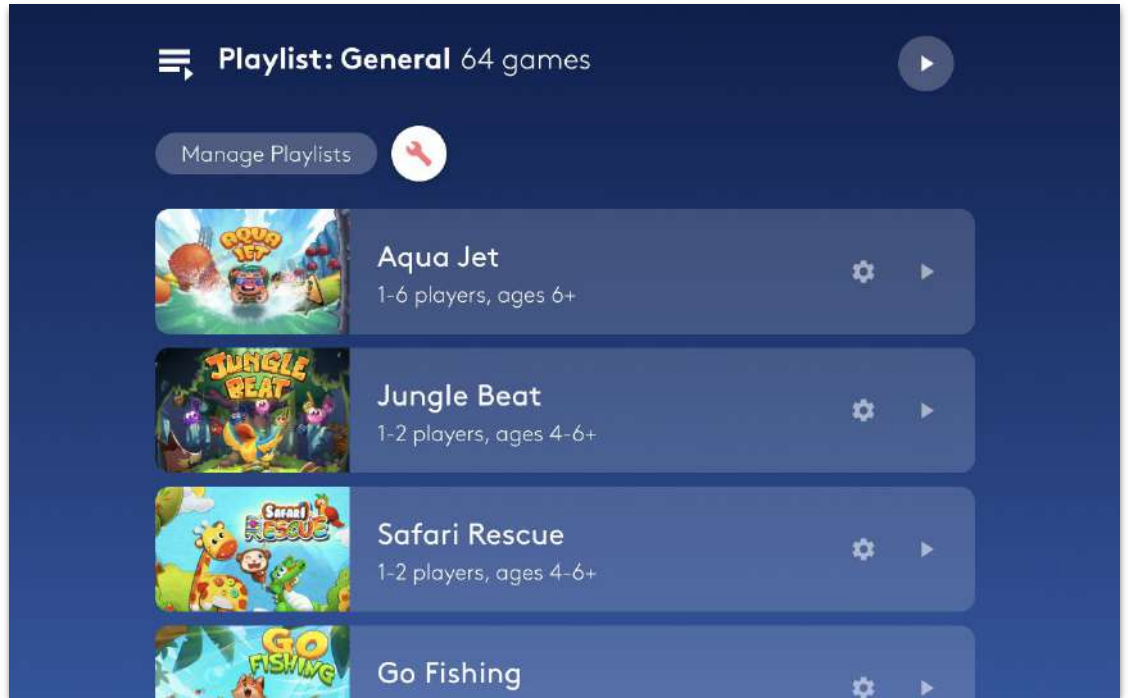 Playlist: General 64 games
Manage Playlists
AQUA
JET
Aqua Jet
1-6 players, ages 6+
JUNGLE
BEAT
Jungle Beat
1-2 players, ages 4-6+
Safari
RESCUE
Safari Rescue
1-2 players, ages 4-6+
GO
FISHING
Go Fishing